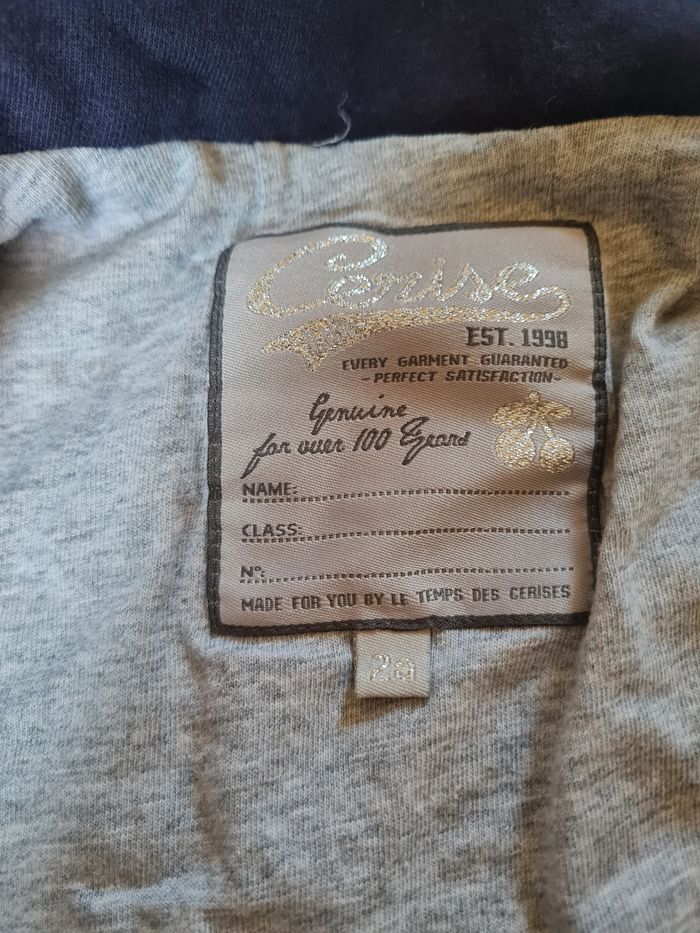 Cerise
EST. 1998
EVERY GARMENT GUARANTED
-PERFECT SATISFACTION-
Genuine
for over 100 Years
NAME:
CLASS:
N°:
MADE FOR YOU BY LE TEMPS DES CERISES
2a